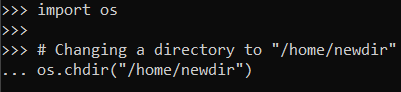 >>> import os
>>>
>>> # Changing a directory to "/home/newdir"
... os.chdir("/home/newdir")